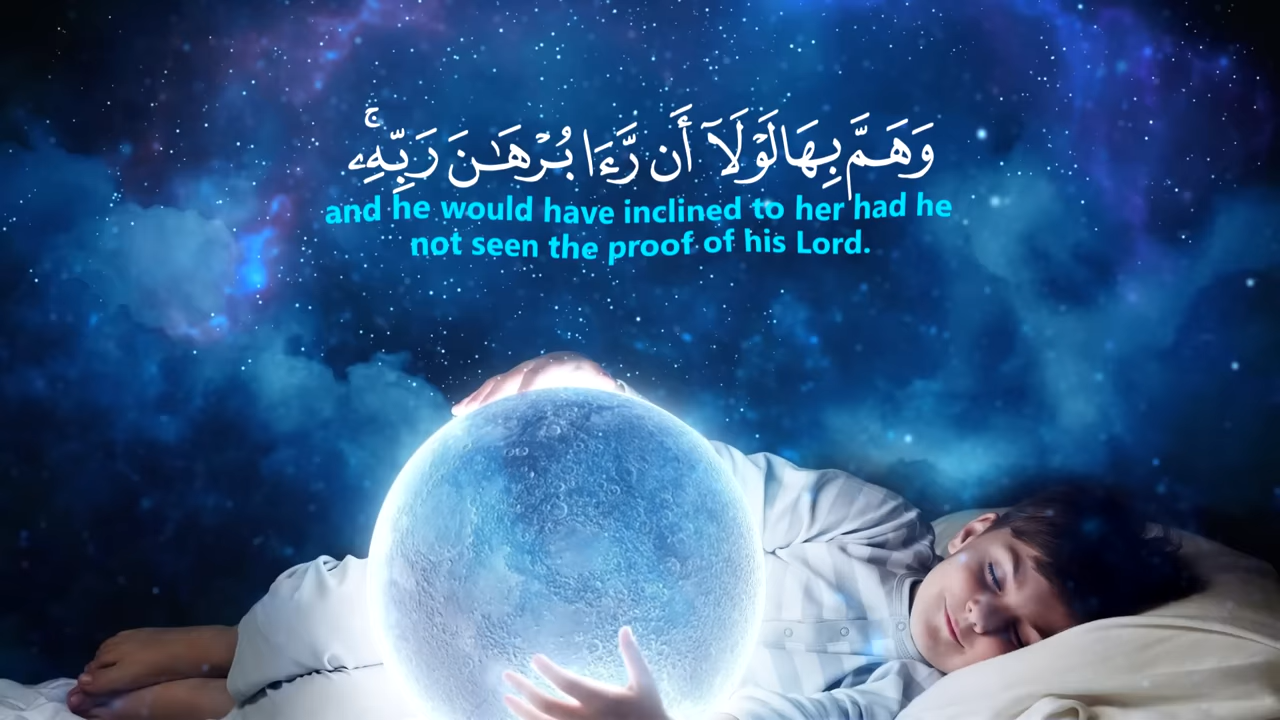 وَهَمَّ بِهَا لَوْلَآ أَن رَّءَا بُرْهَـٰنَ رَبِّهِۦ ۚ
and he would have inclined to her had he
not seen the proof of his Lord.